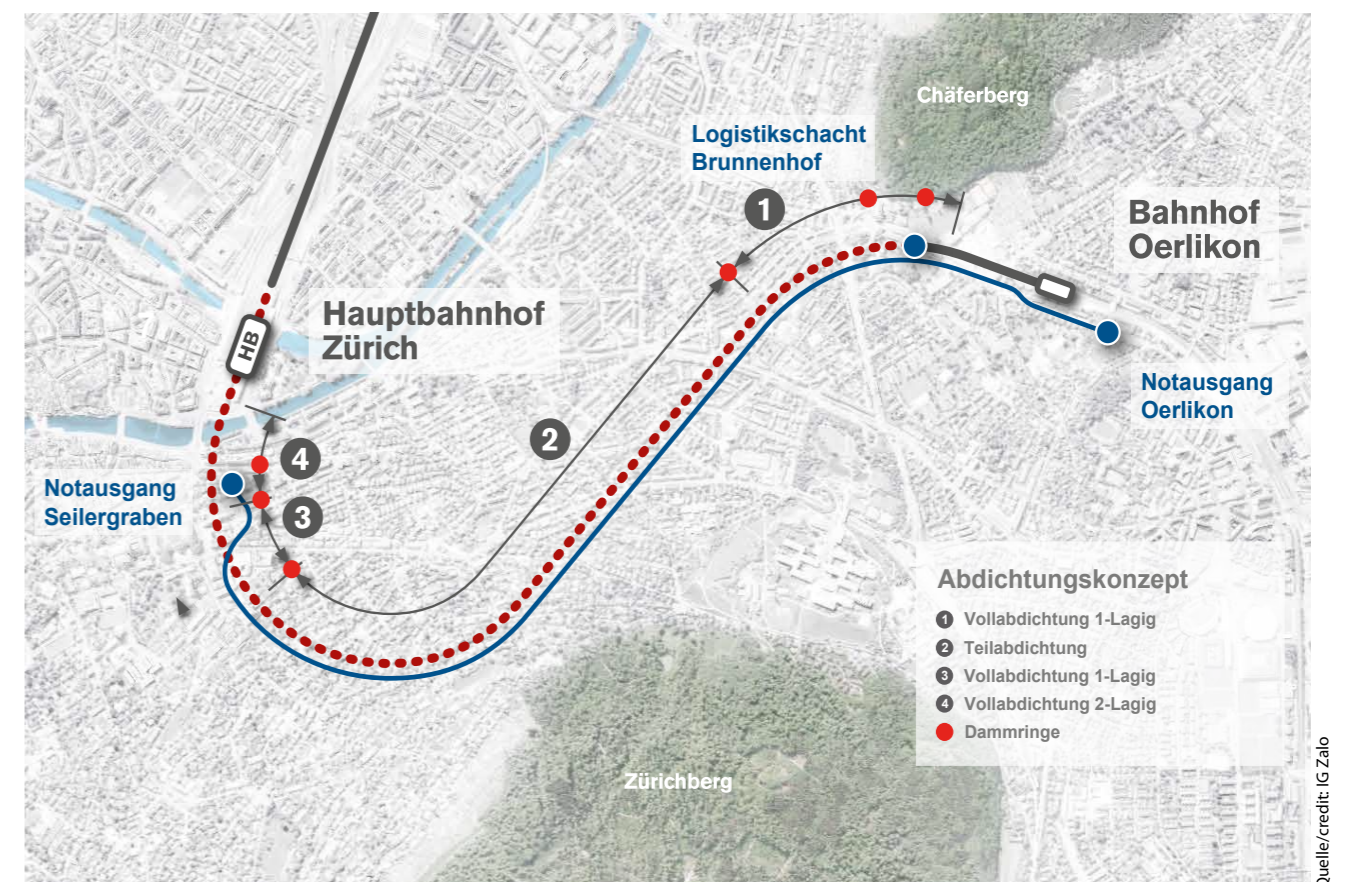 Chäferberg
Logistikschacht
Brunnenhof
1
Bahnhof
Oerlikon
Hauptbahnhof
Zürich
HB
2
Notausgang
Oerlikon
4
Notausgang
Seilergraben
3
Abdichtungskonzept
1 Vollabdichtung 1-Lagig
2 Teilabdichtung
3 Vollabdichtung 1-Lagig
4 Vollabdichtung 2-Lagig
Dammringe
Zürichberg
Quelle/credit: IG Zalo